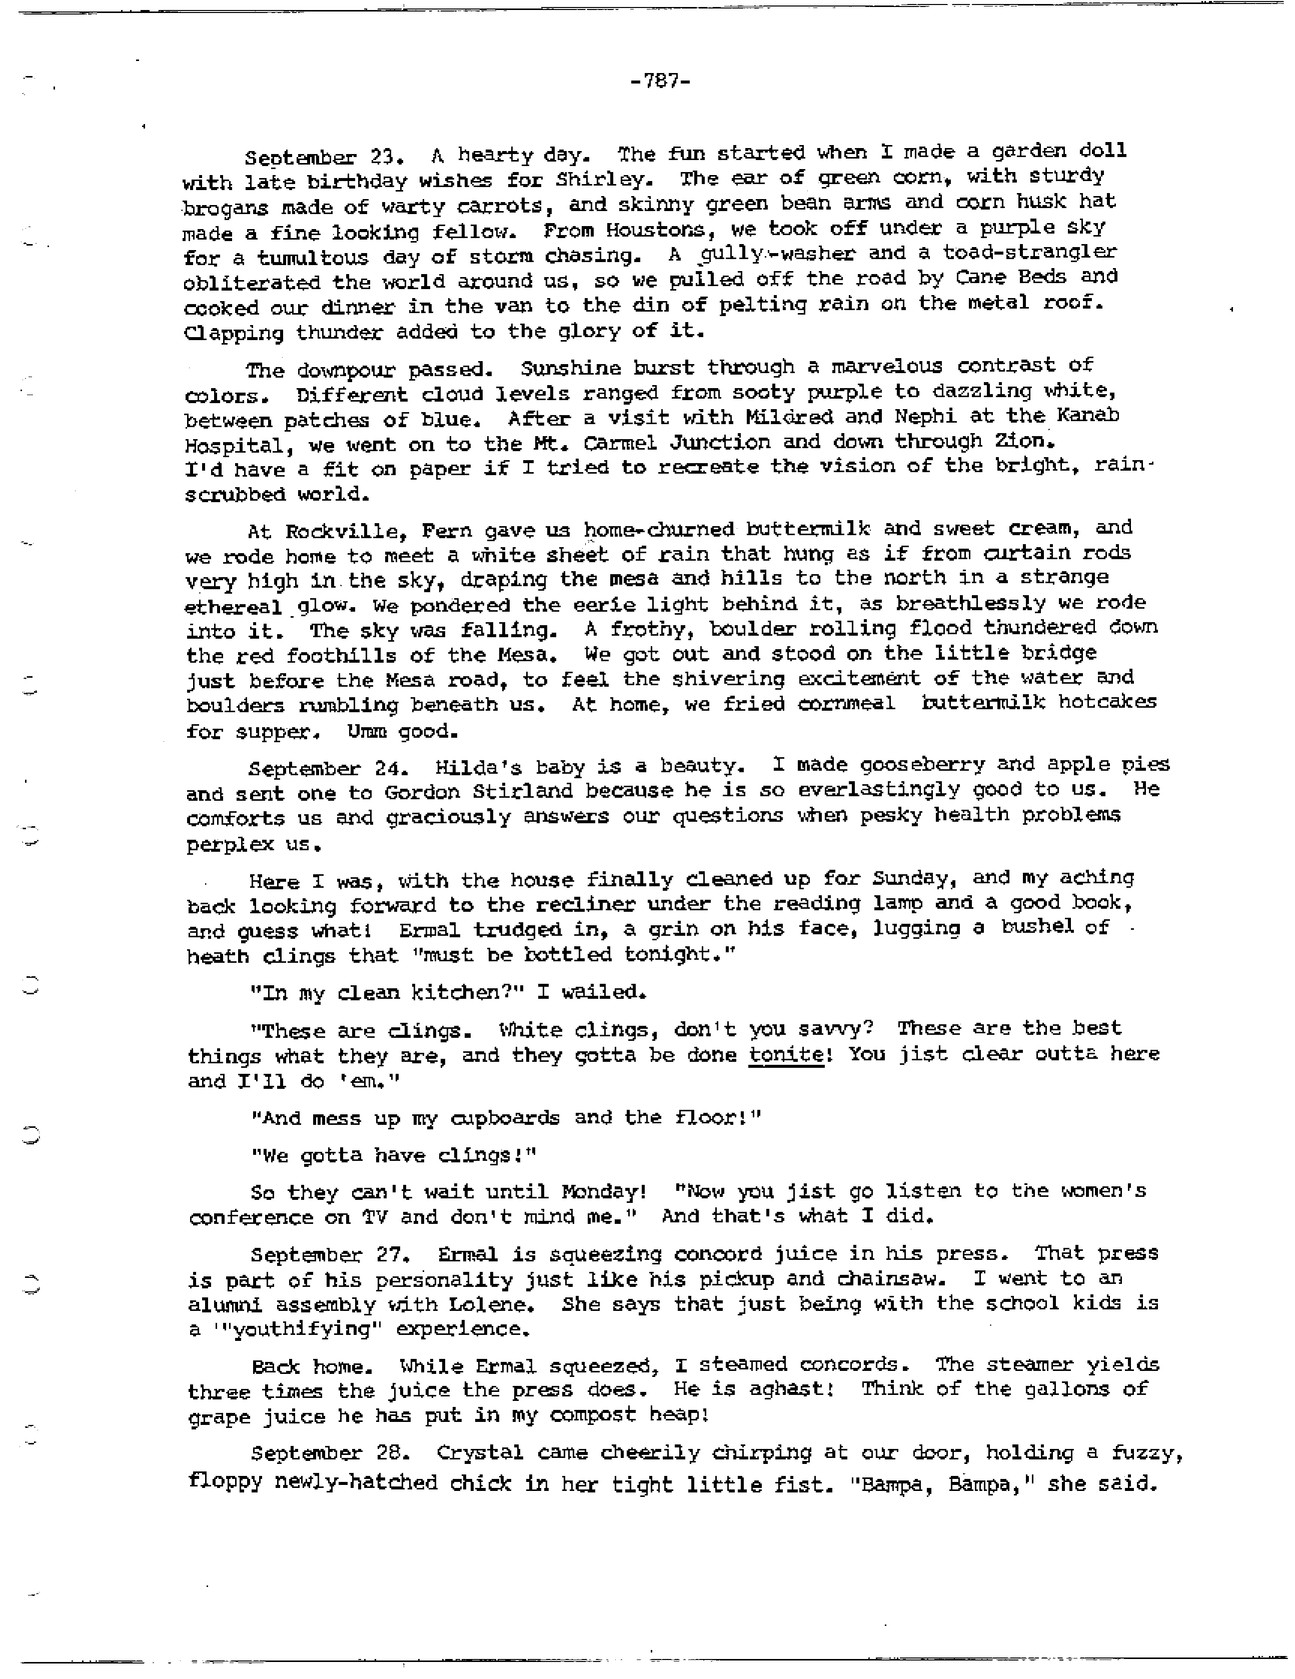 -787-
September 23. A hearty day. The fun started when I made a garden doll
with late birthday wishes for Shirley. The ear of green corn, with sturdy
brogans made of warty carrots, and skinny green bean arms and corn husk hat
made a fine looking fellow. From Houstons, we took off under a purple sky
for a tumultous day of storm chasing. A gully-washer and a toad-strangler
obliterated the world around us, so we pulled off the road by Cane Beds and
cooked our dinner in the van to the din of pelting rain on the metal roof.
Clapping thunder added to the glory of it.
The downpour passed. Sunshine burst through a marvelous contrast of
colors. Different cloud levels ranged from sooty purple to dazzling white,
between patches of blue. After a visit with Mildred and Nephi at the Kanab
Hospital, we went on to the Mt. Carmel Junction and down through Zion.
I'd have a fit on paper if I tried to recreate the vision of the bright, rain-
scrubbed world.
At Rockville, Fern gave us home-churned buttermilk and sweet cream, and
we rode home to meet a white sheet of rain that hung as if from curtain rods
very high in the sky, draping the mesa and hills to the north in a strange
ethereal glow. We pondered the eerie light behind it, as breathlessly we rode
into it. The sky was falling. A frothy, boulder rolling flood thundered down
the red foothills of the Mesa. We got out and stood on the little bridge
just before the Mesa road, to feel the shivering excitement of the water and
boulders rumbling beneath us. At home, we fried cornmeal buttermilk hotcakes
for supper. Umm good.
September 24. Hilda's baby is a beauty. I made gooseberry and apple pies
and sent one to Gordon Stirland because he is so everlastingly good to us. He
comforts us and graciously answers our questions when pesky health problems
perplex us.
Here I was, with the house finally cleaned up for Sunday, and my aching
back looking forward to the recliner under the reading lamp and a good book,
and guess what! Ermal trudged in, a grin on his face, lugging a bushel of
heath clings that "must be bottled tonight."
"In my clean kitchen?" I wailed.
"These are clings. White clings, don't you savvy? These are the best
things what they are, and they gotta be done tonite! You jist clear outta here
and I'll do 'em."
"And mess up my cupboards and the floor!"
"We gotta have clings!"
So they can't wait until Monday! "Now you jist go listen to the women's
conference on TV and don't mind me." And that's what I did.
September 27. Ermal is squeezing concord juice in his press. That press
is part of his personality just like his pickup and chainsaw. I went to an
alumni assembly with Lolene. She says that just being with the school kids is
a '"youthifying" experience.
Back home. While Ermal squeezed, I steamed concords. The steamer yields
three times the juice the press does. He is aghast! Think of the gallons of
grape juice he has put in my compost heap!
September 28. Crystal came cheerily chirping at our door, holding a fuzzy,
floppy newly-hatched chick in her tight little fist. "Bampa, Bampa," she said.